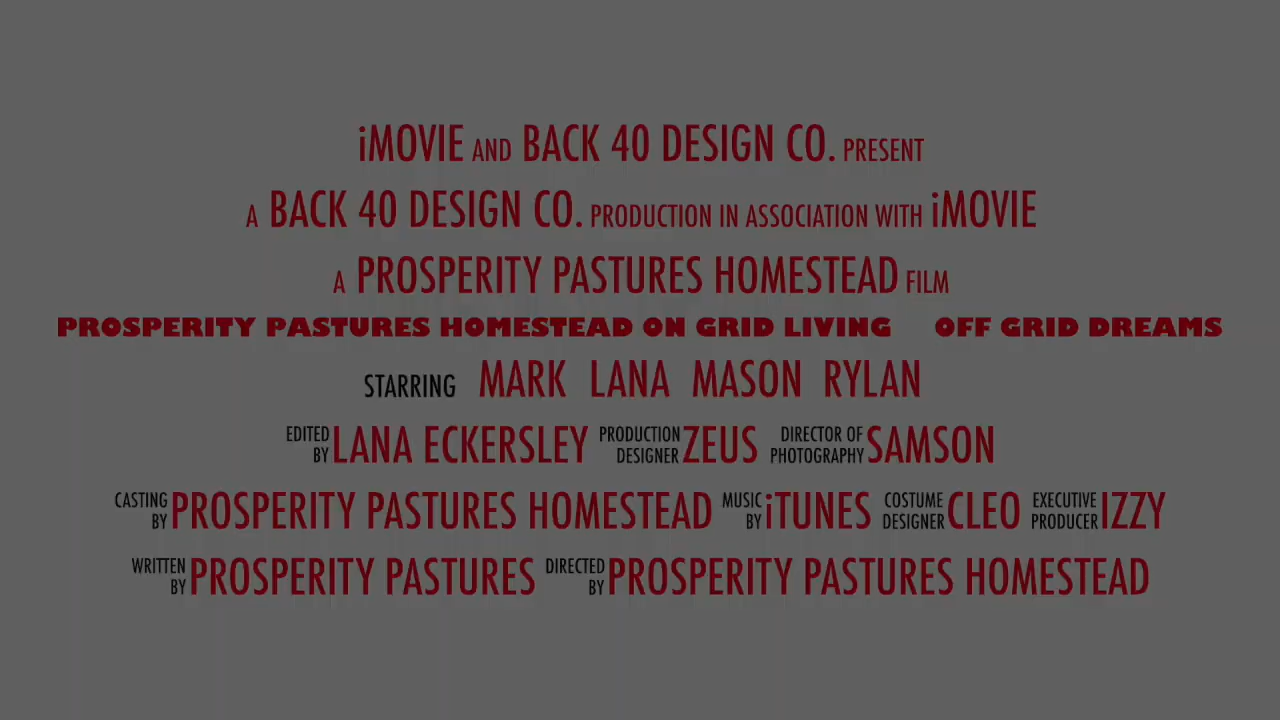 iMOVIE AND BACK 40 DESIGN CO. PRESENT
A BACK 40 DESIGN CO. PRODUCTION IN ASSOCIATION WITH iMOVIE
A PROSPERITY PASTURES HOMESTEAD FILM
PROSPERITY PASTURES HOMESTEAD ON GRID LIVING OFF GRID DREAMS
STARRING MARK LANA MASON RYLAN
EDITED BY LANA ECKERSLEY PRODUCTION DESIGNER ZEUS DIRECTOR OF PHOTOGRAPHY SAMSON
CASTING BY PROSPERITY PASTURES HOMESTEAD MUSIC BY iTUNES COSTUME DESIGNER CLEO EXECUTIVE PRODUCER IZZY
WRITTEN BY PROSPERITY PASTURES DIRECTED BY PROSPERITY PASTURES HOMESTEAD